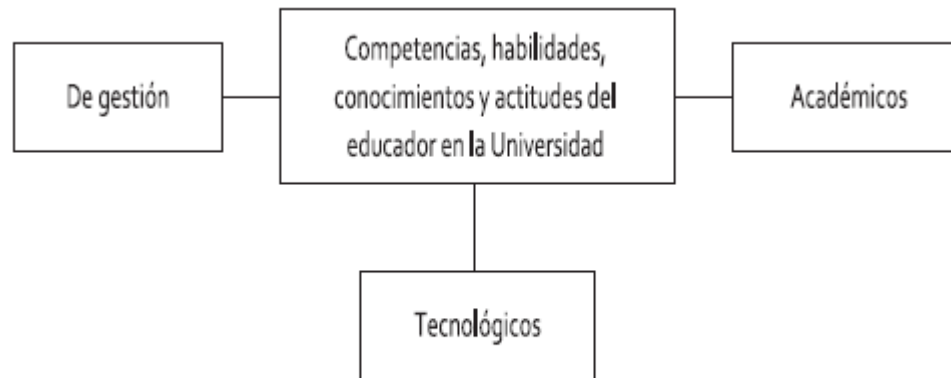 Competencias, habilidades,
conocimientos y actitudes del
educador en la Universidad
De gestión
Académicos
Tecnológicos